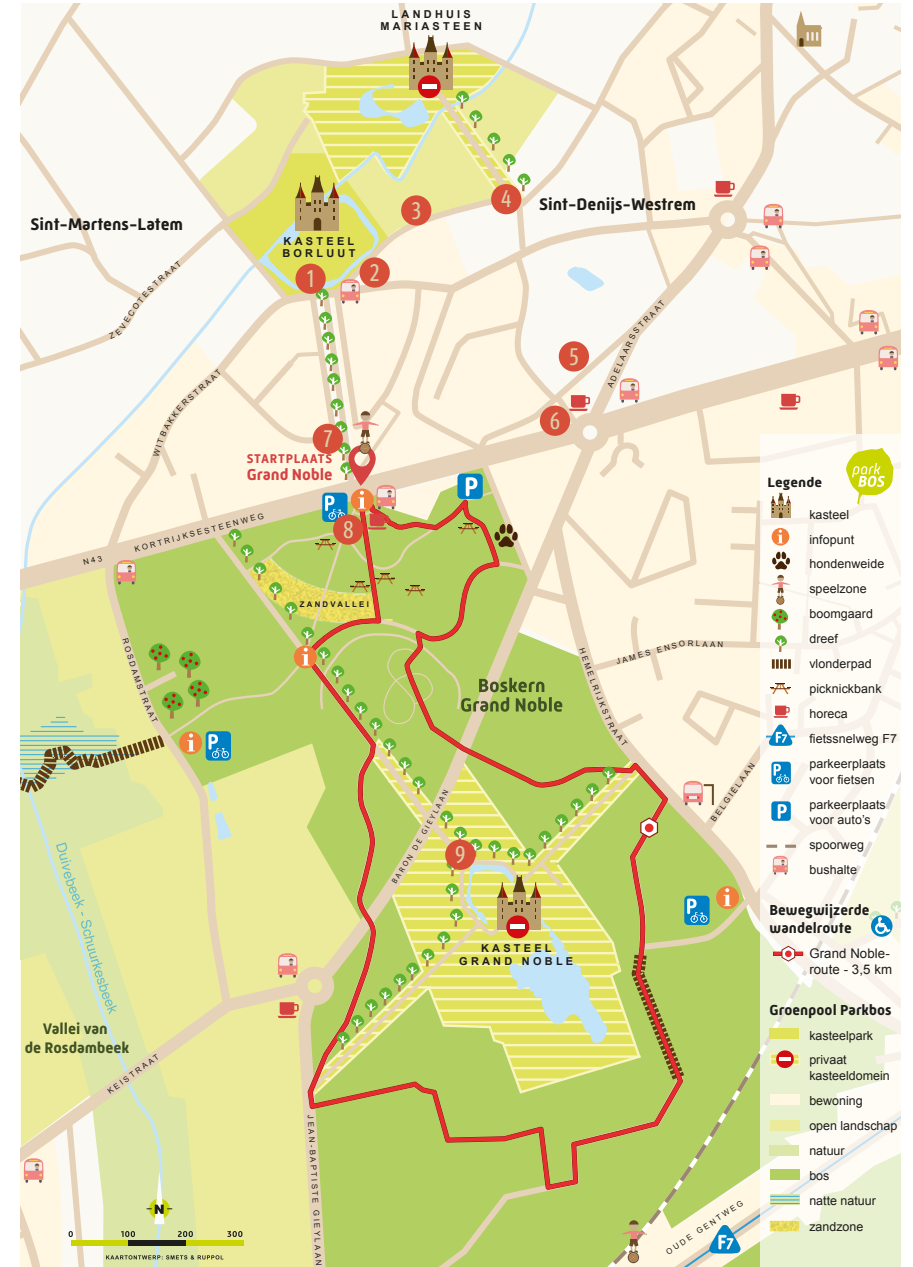 LANDHUIS
MARIASTEEN
Sint-Martens-Latem
Sint-Denijs-Westrem
KASTEEL
BORLUUT
1
2
3
4
5
6
7
8
9
ZEVECOTESTRAAT
WITBAKKERSTRAAT
ADELAARSSTRAAT
STARTPLAATS
Grand Noble
P
i
P
N43
KORTRIJKSESTEENWEG
ZANDVALLEI
i
ROSDAMSTRAAT
i
P
Boskern
Grand Noble
JAMES ENSORLAAN
HEMELRIJKSTRAAT
BELGIËLAAN
BARON DE GIEYLAAN
P
i
KASTEEL
GRAND NOBLE
Duivebeek - Schuurkesbeek
Vallei van
de Rosdambeek
KEISTRAAT
JEAN-BAPTISTE GIEYLAAN
OUDE GENTWEG
F7
N
0 100 200 300
KAARTONTWERP: SMETS & RUPPOL
park
BOS
Legende
kasteel
i infopunt
hondenweide
speelzone
boomgaard
dreef
vlonderpad
picknickbank
horeca
F7 fietssnelweg F7
P parkeerplaats
voor fietsen
P parkeerplaats
voor auto's
spoorweg
bushalte
Bewegwijzerde
wandelroute
Grand Noble-
route - 3,5 km
Groenpool Parkbos
kasteelpark
privaat
kasteeldomein
bewoning
open landschap
natuur
bos
natte natuur
zandzone